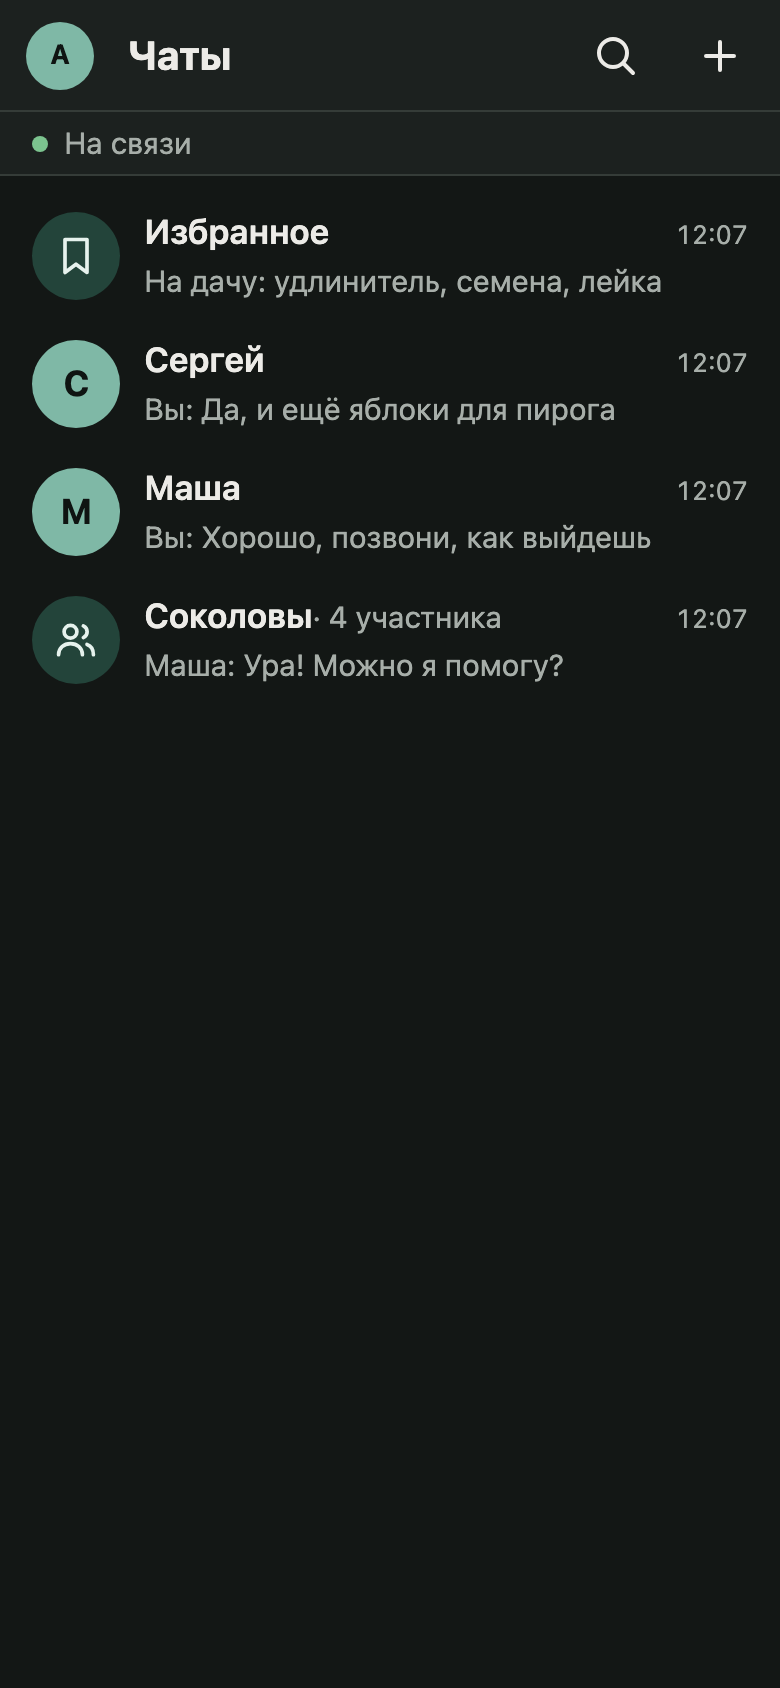 А Чаты
На связи
Избранное 12:07
На дачу: удлинитель, семена, лейка
С Сергей 12:07
Вы: Да, и ещё яблоки для пирога
М Маша 12:07
Вы: Хорошо, позвони, как выйдешь
Соколовы· 4 участника 12:07
Маша: Ура! Можно я помогу?